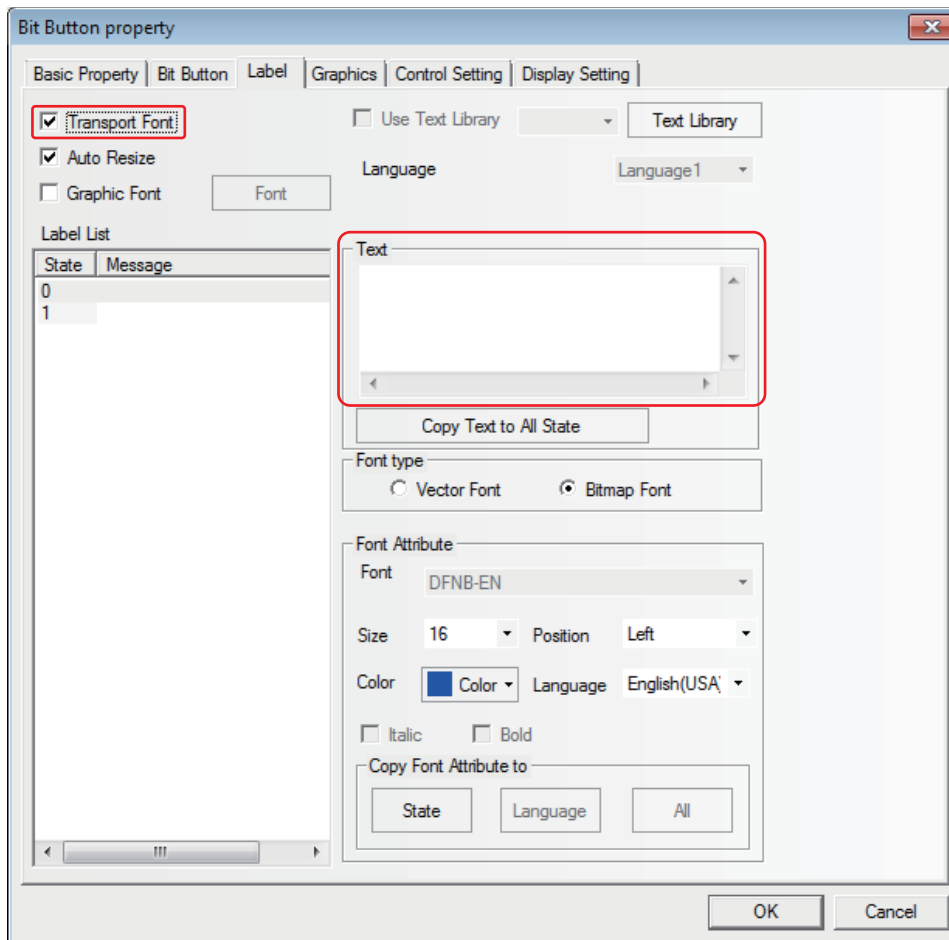 Bit Button property
Basic Property Bit Button Label Graphics Control Setting Display Setting
Transport Font
Use Text Library
Text Library
Auto Resize
Language
Language1
Graphic Font
Font
Label List
State Message
0
1
Text
Copy Text to All State
Font type
Vector Font
Bitmap Font
Font Attribute
Font
DFNB-EN
Size
16
Position
Left
Color
Color
Language
English(USA)
Italic
Bold
Copy Font Attribute to
State
Language
All
OK
Cancel